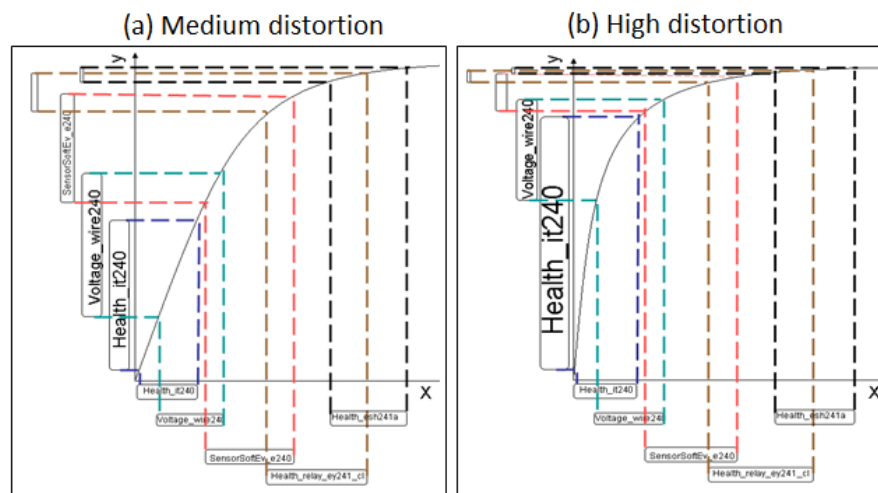 (a) Medium distortion
(b) High distortion
y
SensorSoftEv_e240
Voltage_wire240
Health_it240
x
Health_it240
Voltage_wire240
Health_esh241a
SensorSoftEv_e240
Health_relay_ey241_cl
y
Voltage_wire240
Health_it240
x
Health_it240
Voltage_wire240
Health_esh241a
SensorSoftEv_e240
Health_relay_ey241_cl